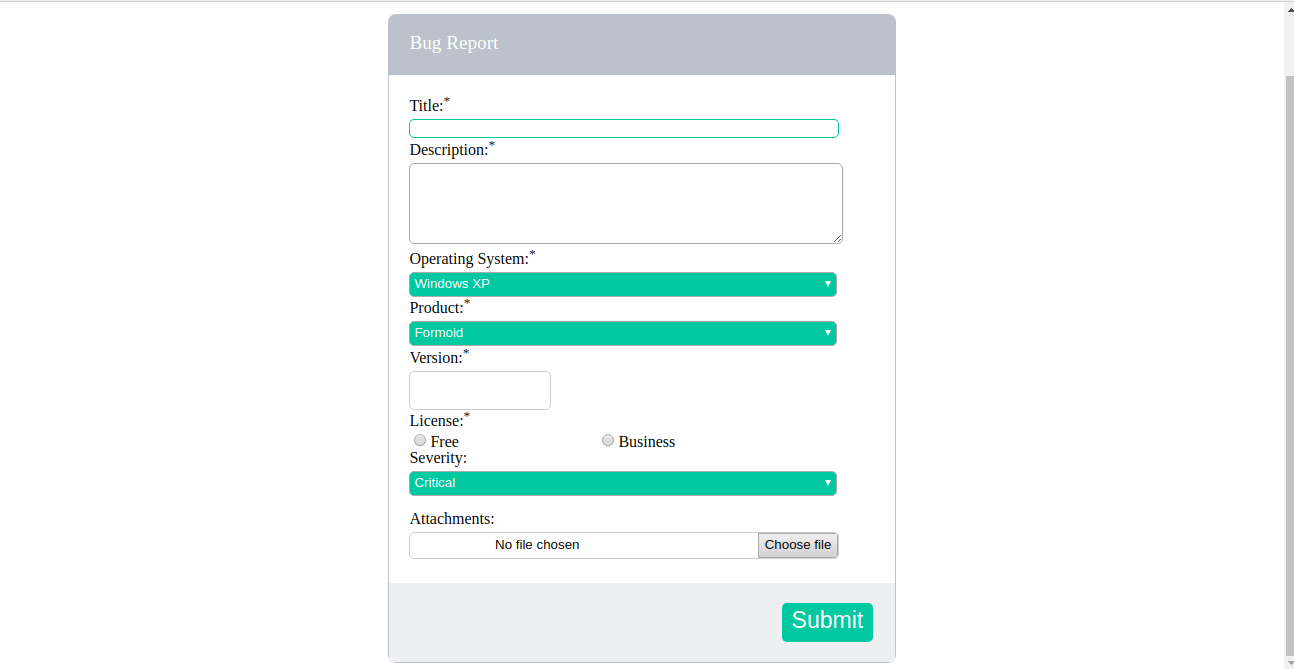 Bug Report
Title:*
Description:*
Operating System:*
Windows XP
Product:*
Formoid
Version:*
License:*
Free Business
Severity:
Critical
Attachments:
No file chosen Choose file
Submit